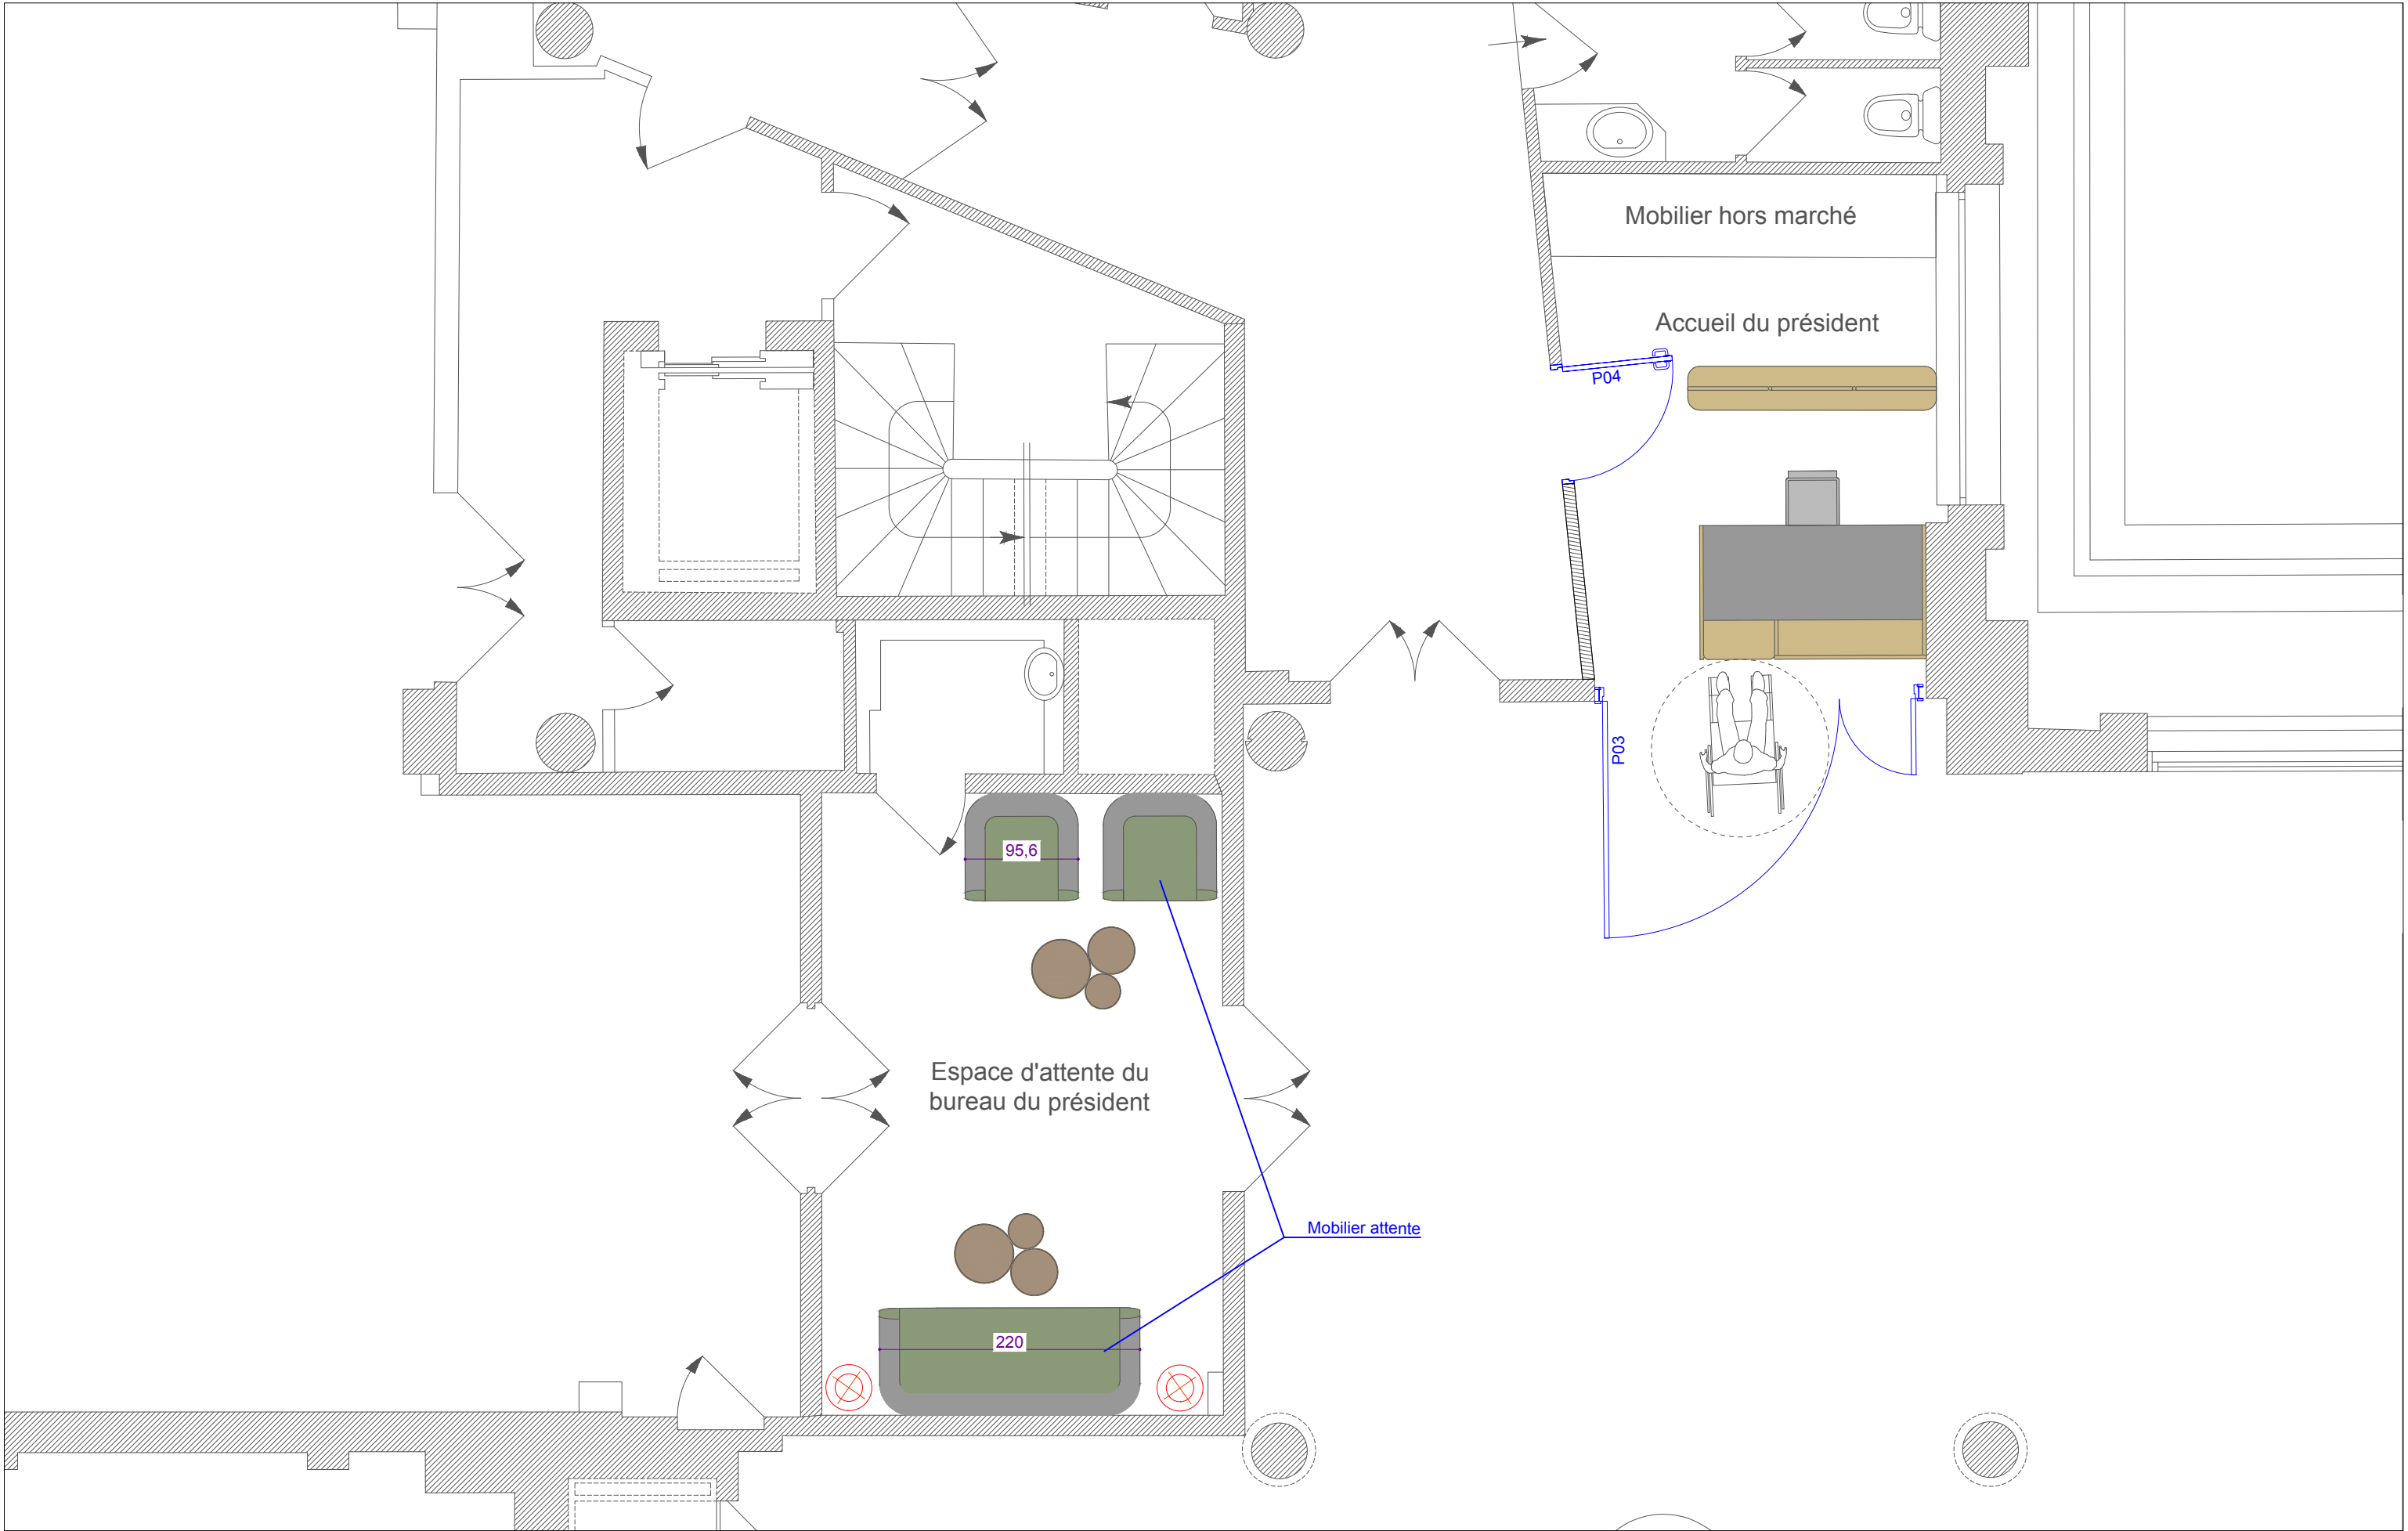 Mobilier hors marché
Accueil du président
P04
P03
95,6
Espace d'attente du
bureau du président
Mobilier attente
220